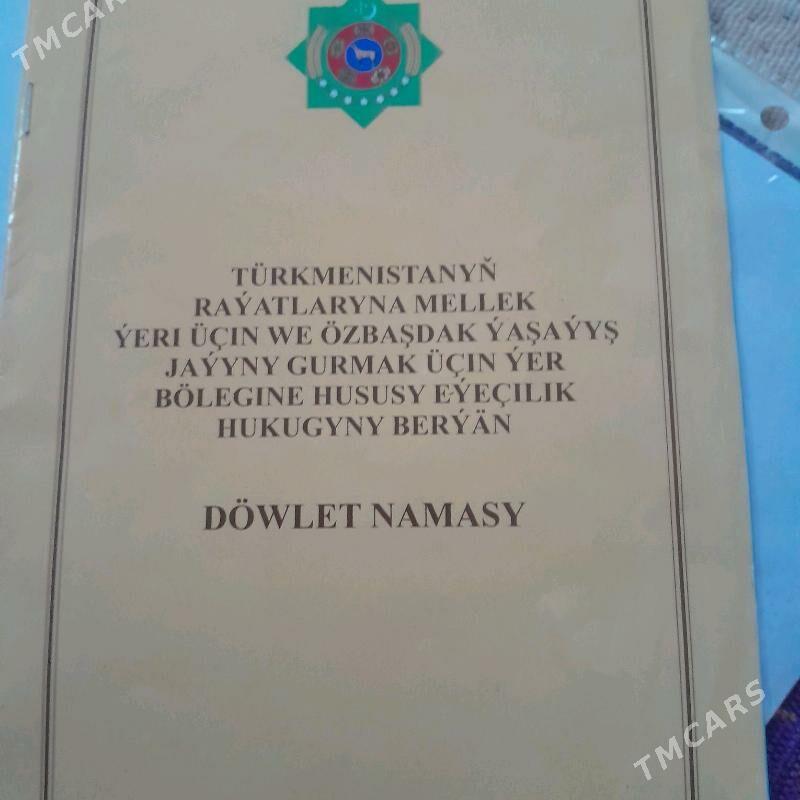 TMCARS
TÜRKMENISTANYŇ
RAÝATLARYNA MELLEK
ÝERI ÜÇIN WE ÖZBAŞDAK ÝAŞAÝYŞ
JAÝYNY GURMAK ÜÇIN ÝER
BÖLEGINE HUSUSY EÝEÇILIK
HUKUGYNY BERÝÄN
DÖWLET NAMASY
TMCARS